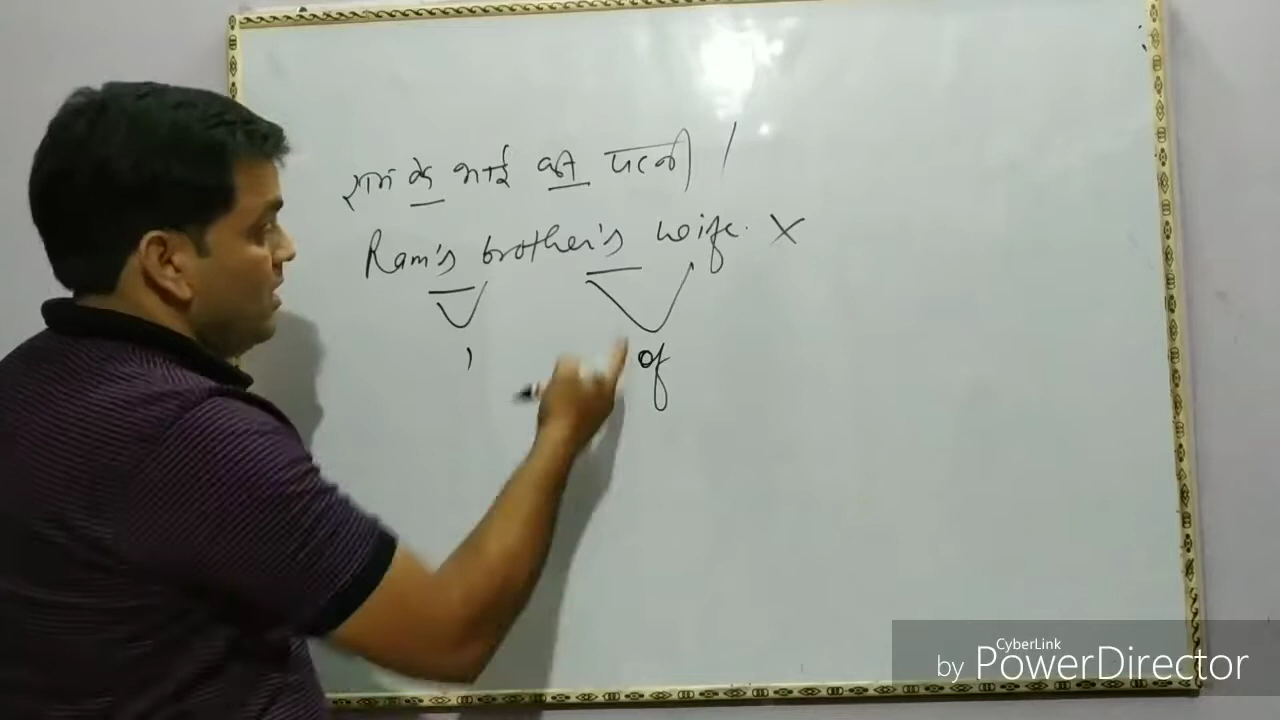 राम के भाई की पत्नी /
Ram's brother's wife. X
' of
CyberLink
by PowerDirector